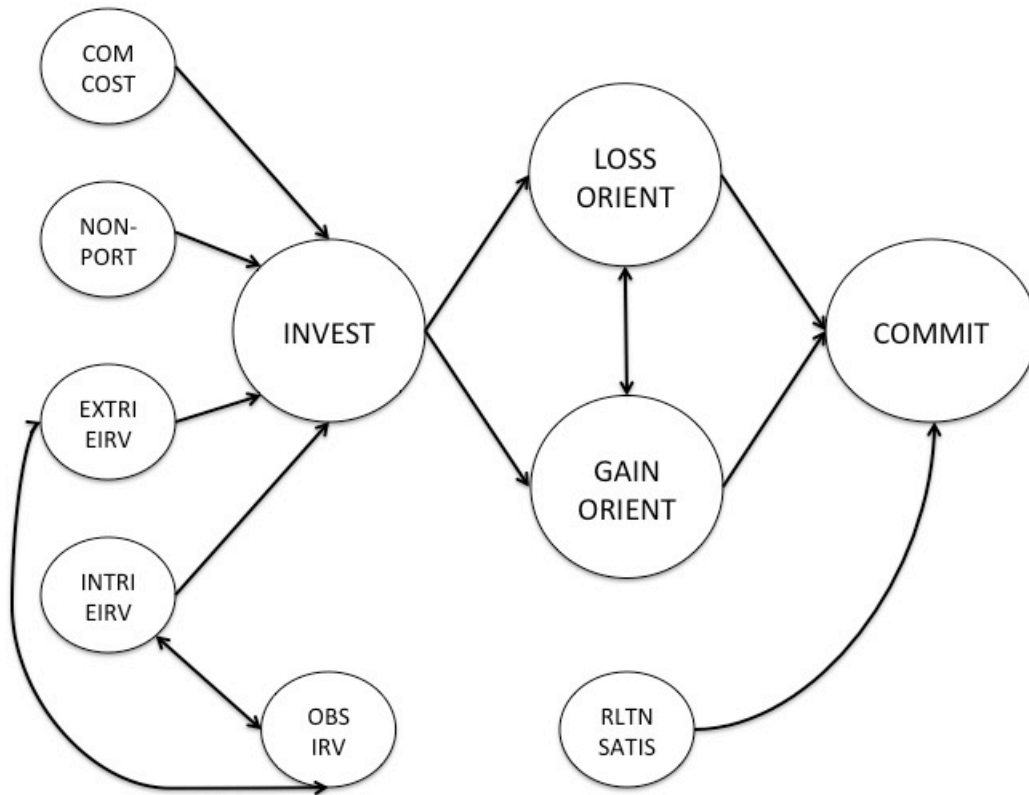 COM
COST
NON-
PORT
EXTRI
EIRV
INTRI
EIRV
OBS
IRV
INVEST
LOSS
ORIENT
GAIN
ORIENT
RLTN
SATIS
COMMIT